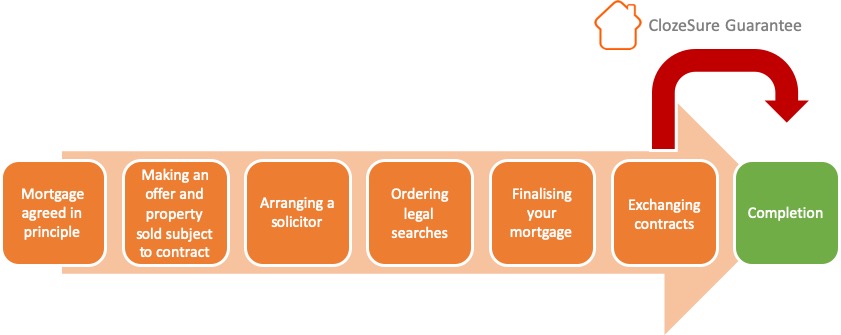 ClozeSure Guarantee
Mortgage
agreed in
principle
Making an
offer and
property
sold subject
to contract
Arranging a
solicitor
Ordering
legal
searches
Finalising
your
mortgage
Exchanging
contracts
Completion